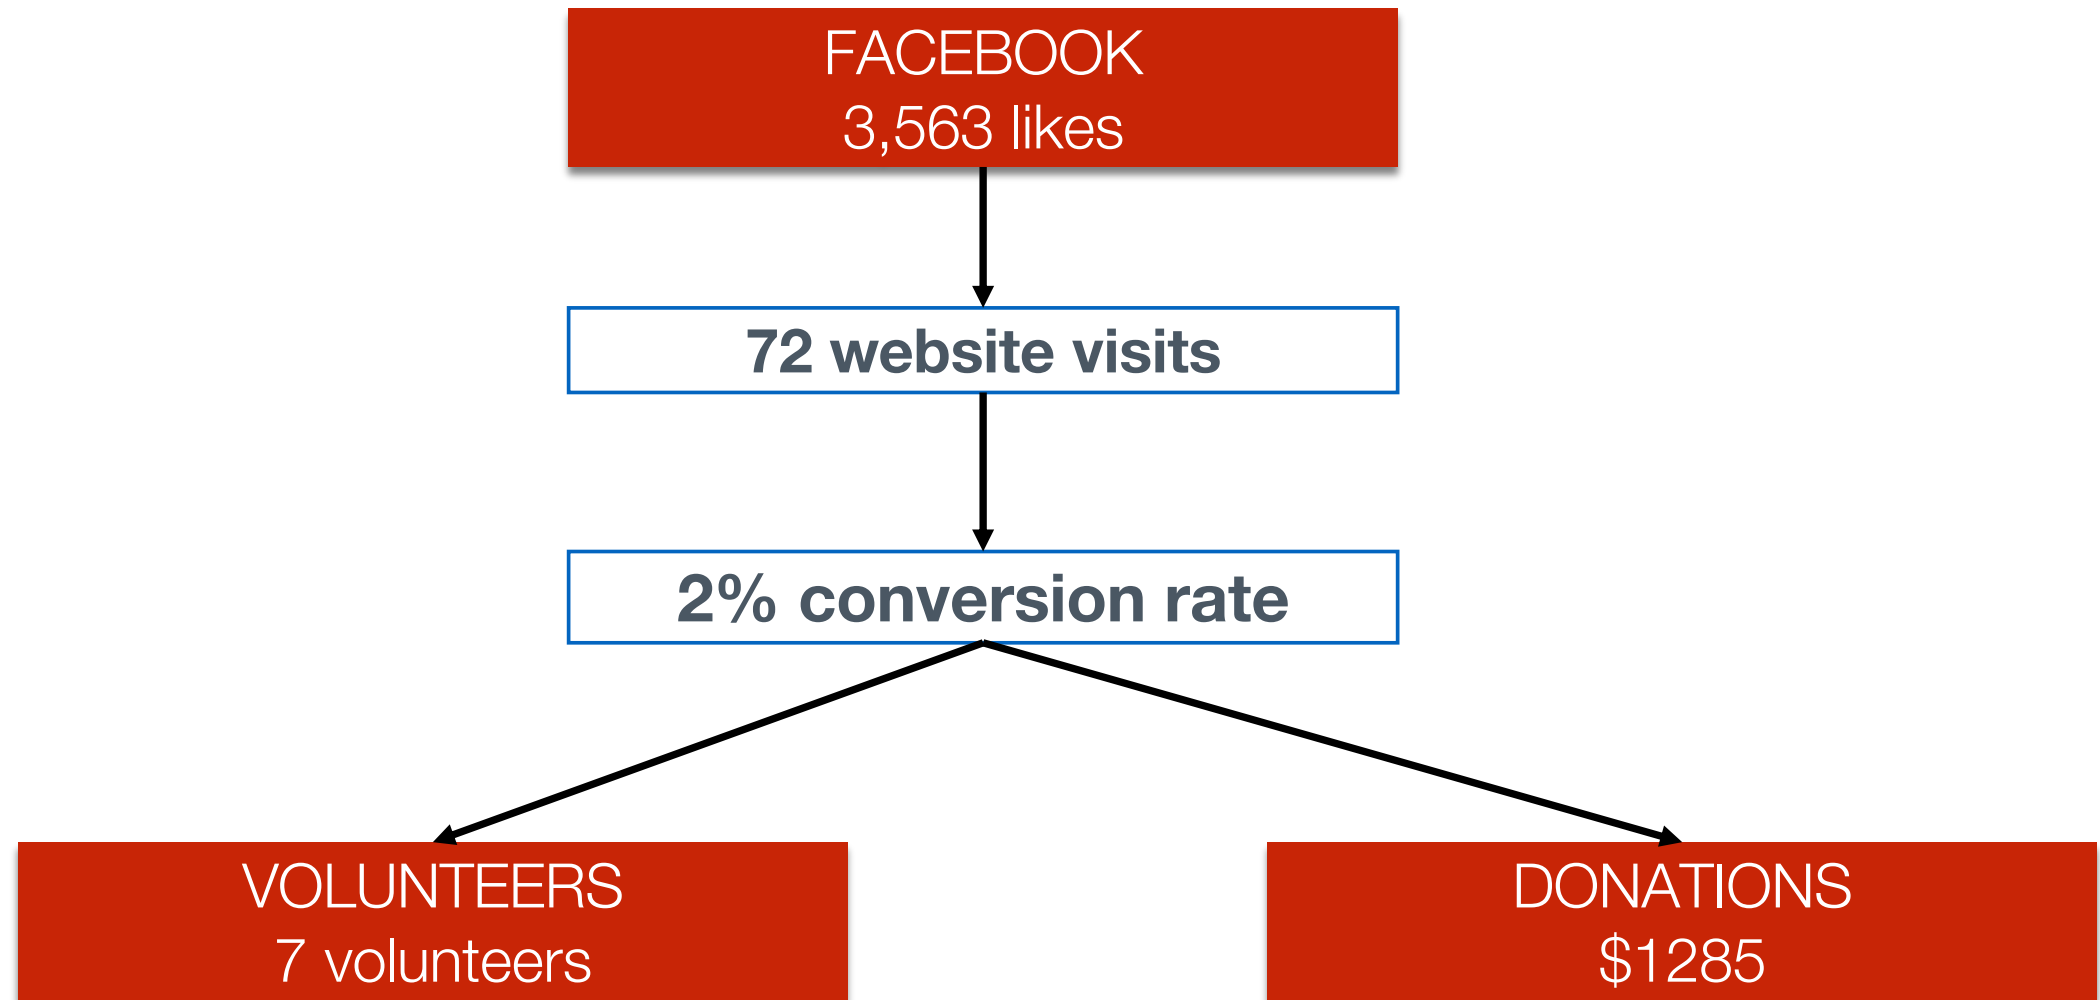 FACEBOOK
3,563 likes
72 website visits
2% conversion rate
VOLUNTEERS
7 volunteers
DONATIONS
$1285